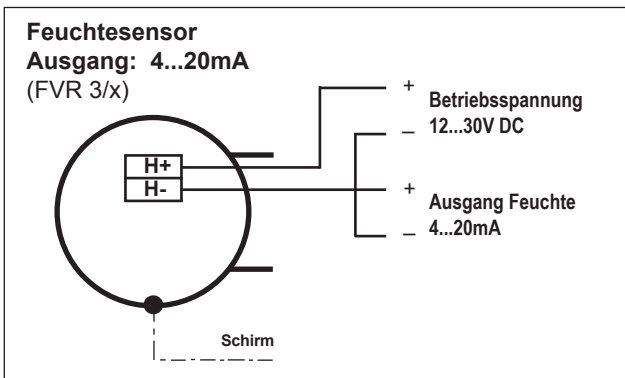 Feuchtesensor
Ausgang: 4...20mA
(FVR 3/x)
H+
H-
+
Betriebsspannung
–
12...30V DC
+
Ausgang Feuchte
–
4...20mA
Schirm